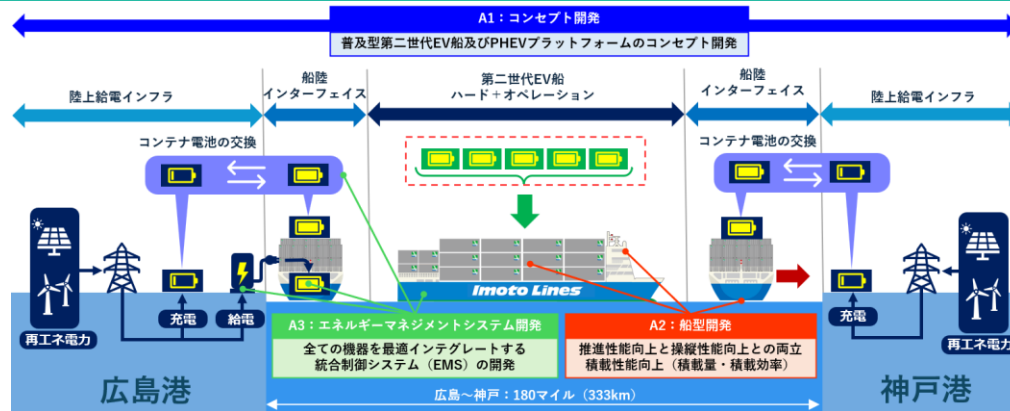 A1：コンセプト開発
普及型第二世代EV船及びPHEVプラットフォームのコンセプト開発
陸上給電インフラ
船陸
インターフェイス
第二世代EV船
ハード＋オペレーション
船陸
インターフェイス
陸上給電インフラ
コンテナ電池の交換
コンテナ電池の交換
Imoto Lines
充電
給電
充電
再エネ電力
再エネ電力
A3：エネルギーマネジメントシステム開発
全ての機器を最適インテグレートする
統合制御システム（EMS）の開発
A2：船型開発
推進性能向上と操縦性能向上との両立
積載性能向上（積載量・積載効率）
広島港
広島～神戸：180マイル（333km）
神戸港